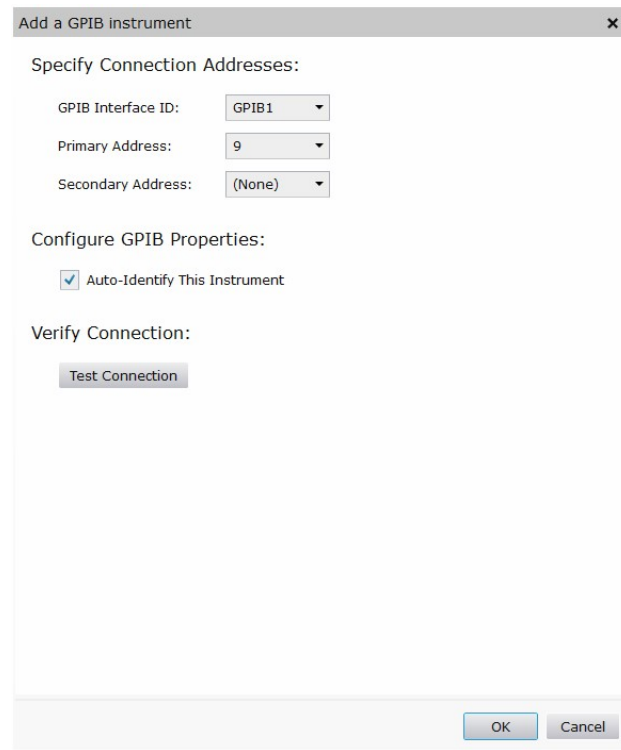 Add a GPIB instrument
Specify Connection Addresses:
GPIB Interface ID: GPIB1
Primary Address: 9
Secondary Address: (None)
Configure GPIB Properties:
Auto-Identify This Instrument
Verify Connection:
Test Connection
OK Cancel